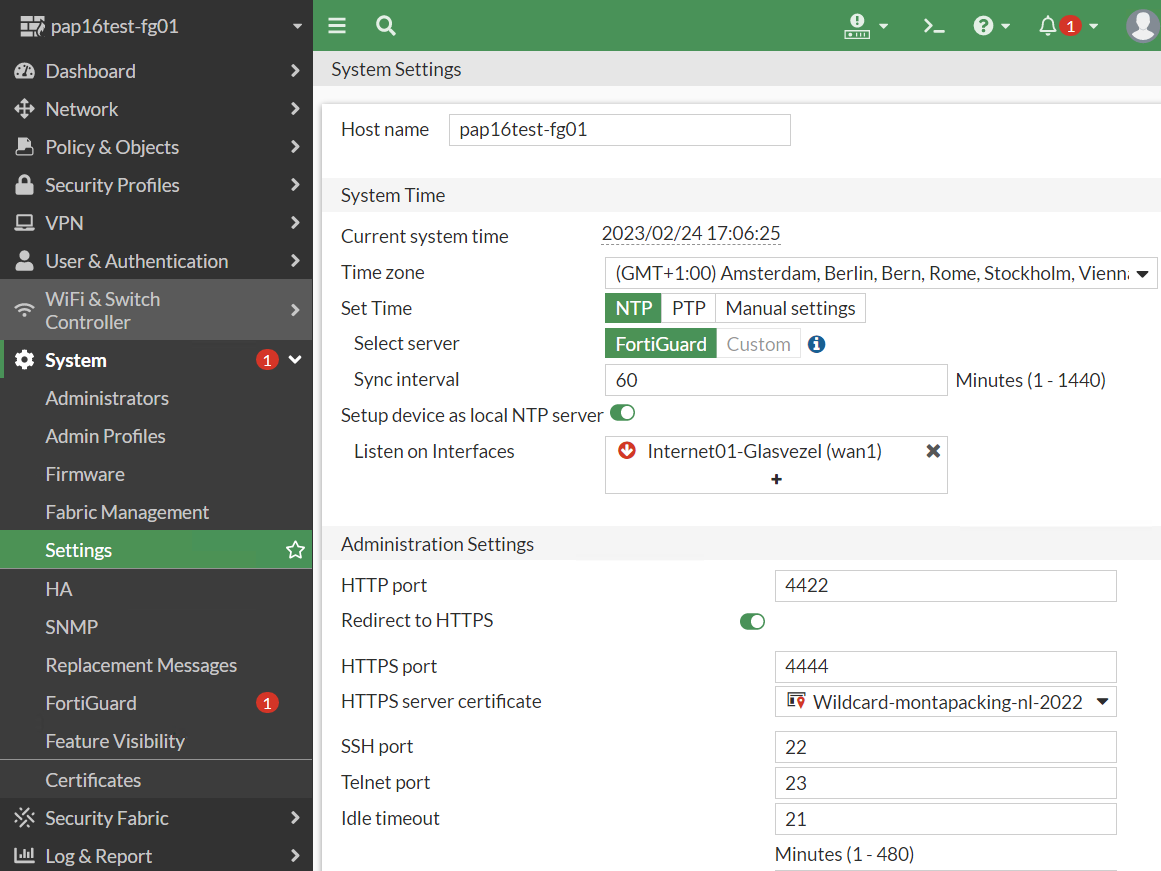 pap16test-fg01
1
Dashboard
Network
Policy & Objects
Security Profiles
VPN
User & Authentication
WiFi & Switch
Controller
System 1
Administrators
Admin Profiles
Firmware
Fabric Management
Settings
HA
SNMP
Replacement Messages
FortiGuard 1
Feature Visibility
Certificates
Security Fabric
Log & Report
System Settings
Host name pap16test-fg01
System Time
Current system time 2023/02/24 17:06:25
Time zone (GMT+1:00) Amsterdam, Berlin, Bern, Rome, Stockholm,
Set Time NTP PTP Manual settings
Select server FortiGuard Custom
Sync interval 60 Minutes (1 - 1440)
Setup device as local NTP server
Listen on Interfaces Internet01-Glasvezel (wan1)
Administration Settings
HTTP port 4422
Redirect to HTTPS
HTTPS port 4444
HTTPS server certificate Wildcard-montapacking-nl-2022
SSH port 22
Telnet port 23
Idle timeout 21
Minutes (1 - 480)